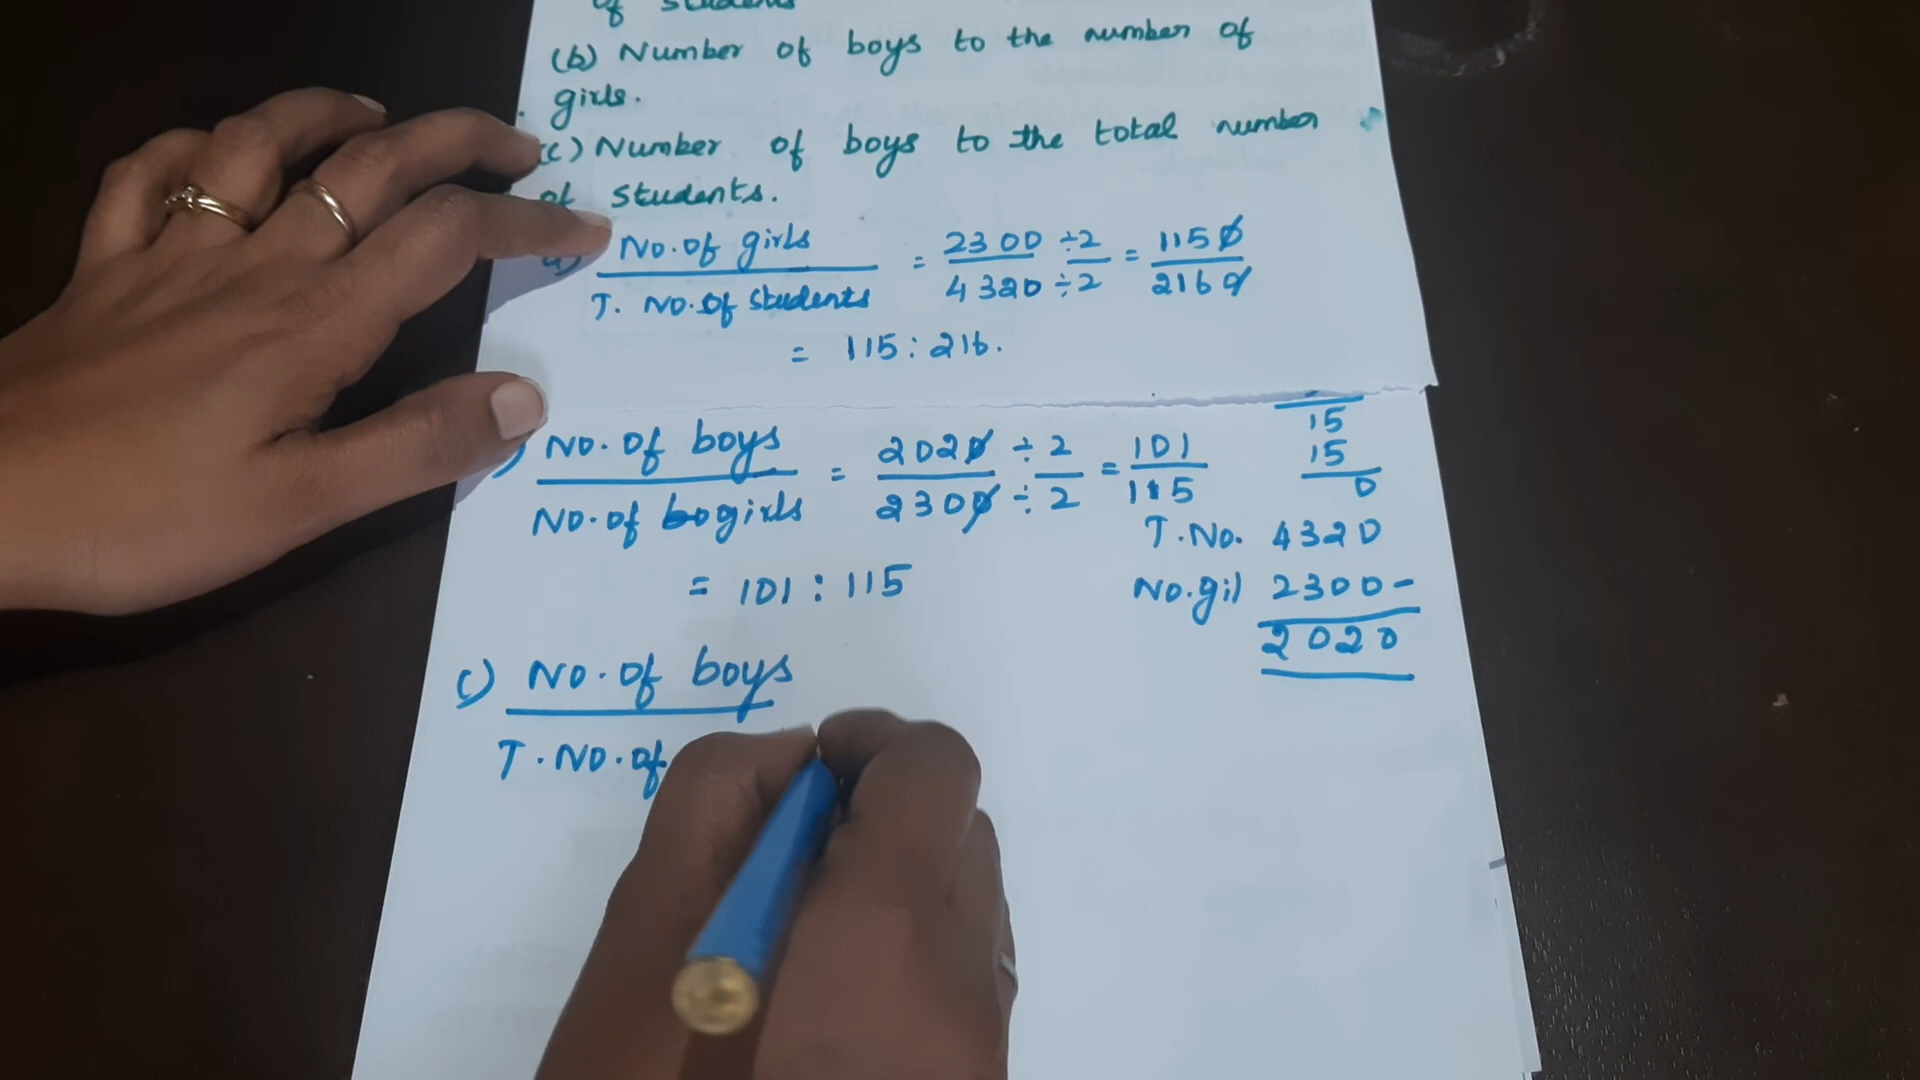 of students
(b) Number of boys to the number of
girls.
(c) Number of boys to the total number
of students.
a) No. of girls = 2300 ÷2 = 1150
T. No. of students 4320 ÷2 2160
= 115 : 216.
) No. of boys = 2020 ÷ 2 = 101
No. of bogirls 2300 ÷ 2 115
= 101 : 115
15
15
0
T.No. 4320
No.gil 2300 -
2020
c) No. of boys
T. No. of